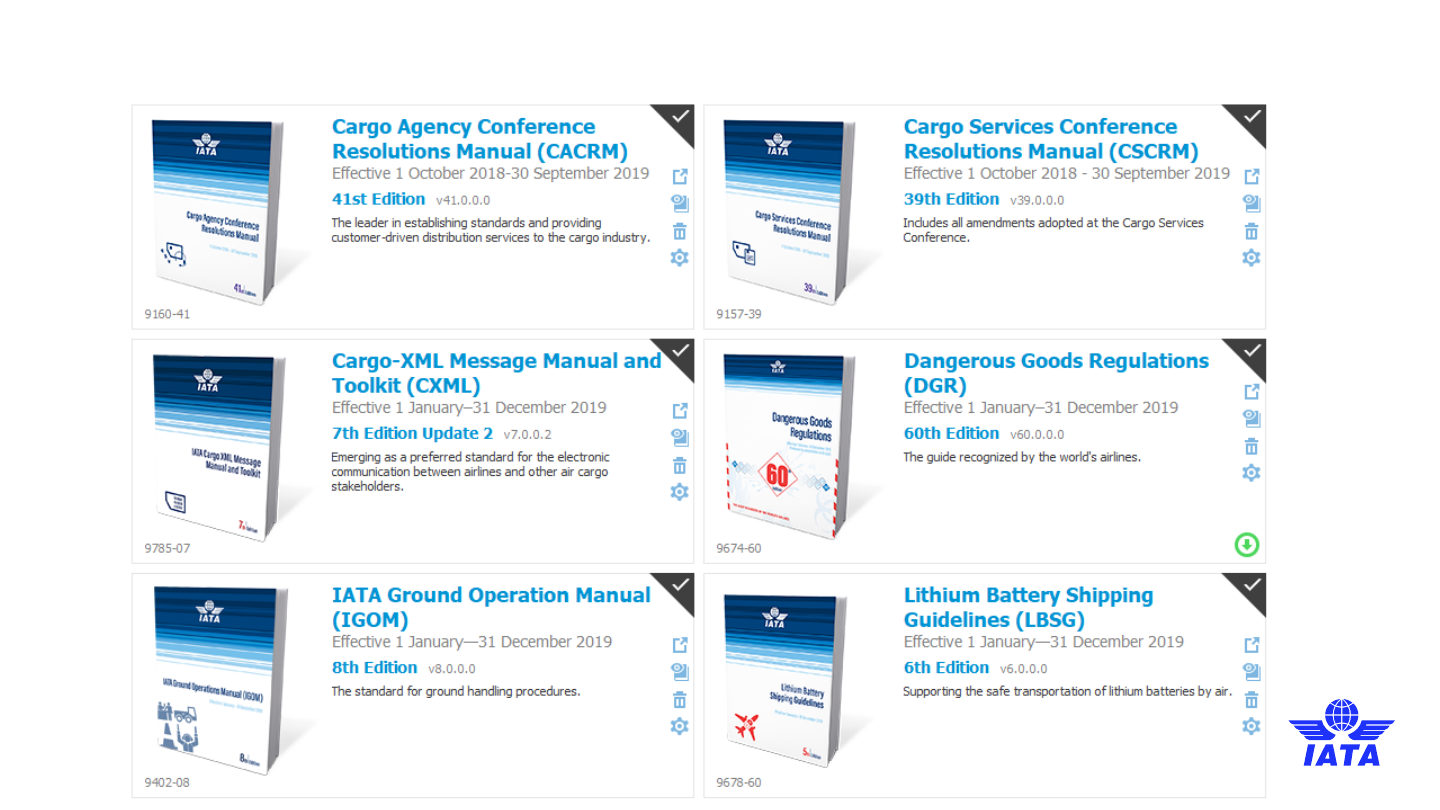 IATA
Cargo Agency Conference
Resolutions Manual
41st Edition
9160-41
Cargo Agency Conference
Resolutions Manual (CACRM)
Effective 1 October 2018-30 September 2019
41st Edition v41.0.0.0
The leader in establishing standards and providing
customer-driven distribution services to the cargo industry.
IATA
Cargo Services Conference
Resolutions Manual
39th Edition
9157-39
Cargo Services Conference
Resolutions Manual (CSCRM)
Effective 1 October 2018 - 30 September 2019
39th Edition v39.0.0.0
Includes all amendments adopted at the Cargo Services
Conference.
IATA
IATA Cargo XML Message
Manual and Toolkit
7th Edition
9785-07
Cargo-XML Message Manual and
Toolkit (CXML)
Effective 1 January–31 December 2019
7th Edition Update 2 v7.0.0.2
Emerging as a preferred standard for the electronic
communication between airlines and other air cargo
stakeholders.
IATA
Dangerous Goods
Regulations
60
9674-60
Dangerous Goods Regulations
(DGR)
Effective 1 January–31 December 2019
60th Edition v60.0.0.0
The guide recognized by the world's airlines.
IATA
IATA Ground Operations Manual (IGOM)
8th Edition
9402-08
IATA Ground Operation Manual
(IGOM)
Effective 1 January—31 December 2019
8th Edition v8.0.0.0
The standard for ground handling procedures.
IATA
Lithium Battery
Shipping Guidelines
5th Edition
9678-60
Lithium Battery Shipping
Guidelines (LBSG)
Effective 1 January—31 December 2019
6th Edition v6.0.0.0
Supporting the safe transportation of lithium batteries by air.
IATA